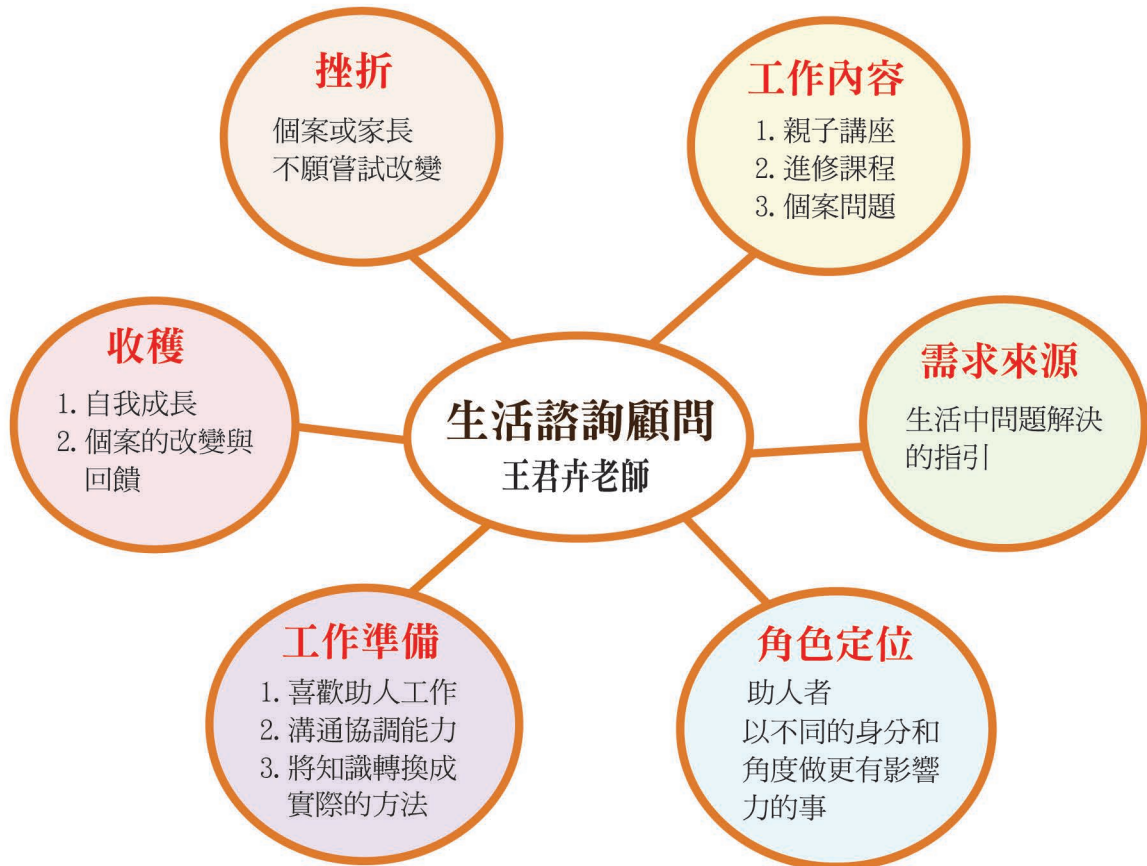 生活諮詢顧問
王君卉老師
挫折
個案或家長
不願嘗試改變
工作內容
1. 親子講座
2. 進修課程
3. 個案問題
需求來源
生活中問題解決
的指引
角色定位
助人者
以不同的身分和
角度做更有影響
力的事
工作準備
1. 喜歡助人工作
2. 溝通協調能力
3. 將知識轉換成
實際的方法
收穫
1. 自我成長
2. 個案的改變與
回饋